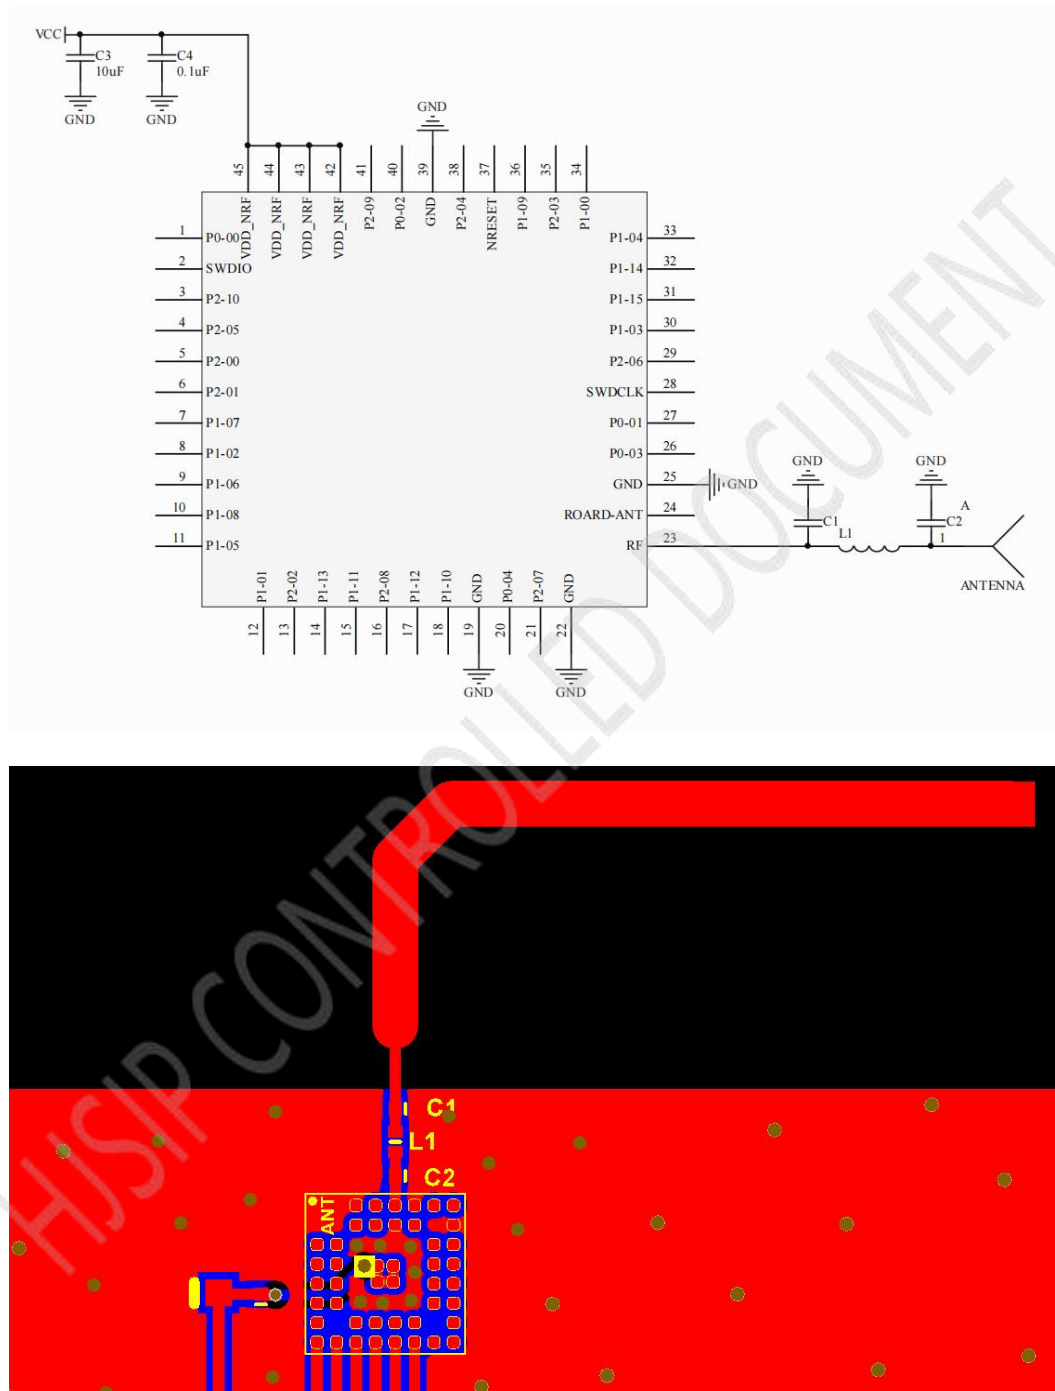 VCC
C3
10uF
C4
0.1uF
GND
GND
GND
45
44
43
42
41
40
39
38
37
36
35
34
VDD_NRF
VDD_NRF
VDD_NRF
VDD_NRF
P2-09
P0-02
GND
P2-04
NRESET
P1-09
P2-03
P1-00
1 P0-00
2 SWDIO
3 P2-10
4 P2-05
5 P2-00
6 P2-01
7 P1-07
8 P1-02
9 P1-06
10 P1-08
11 P1-05
P1-04 33
P1-14 32
P1-15 31
P1-03 30
P2-06 29
SWDCLK 28
P0-01 27
P0-03 26
GND 25 GND
ROARD-ANT 24
RF 23
GND
C1
L1
GND
A
C2
1
ANTENNA
P1-01
P2-02
P1-13
P1-11
P2-08
P1-12
P1-10
GND
P0-04
P2-07
GND
12
13
14
15
16
17
18
19
20
21
22
GND
GND
C1
L1
C2
ANT
HJSIP CONTROLLED DOCUMENT